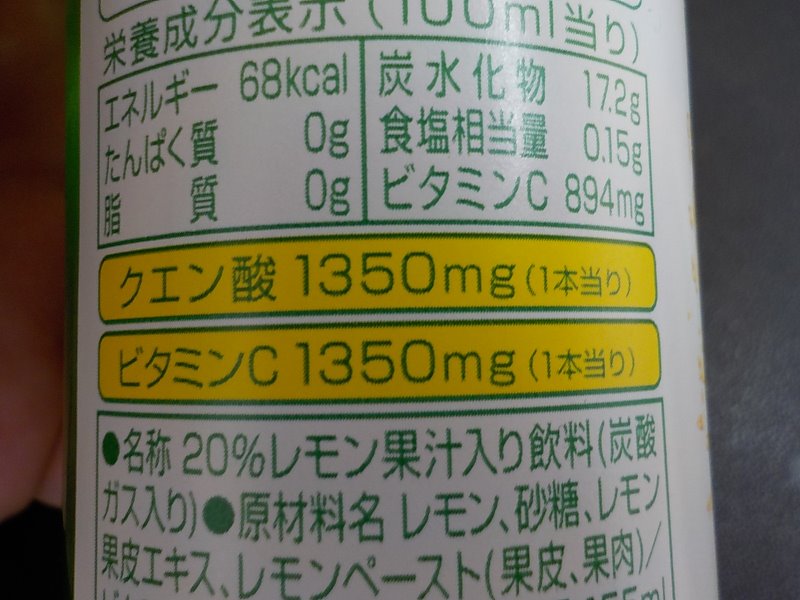 栄養成分表示(100ml当り)
エネルギー 68kcal
たんぱく質 0g
脂質 0g
炭水化物 17.2g
食塩相当量 0.15g
ビタミンC 894mg
クエン酸 1350mg(1本当り)
ビタミンC 1350mg(1本当り)
●名称 20%レモン果汁入り飲料(炭酸
ガス入り)●原材料名 レモン、砂糖、レモン
果皮エキス、レモンペースト(果皮、果肉)/